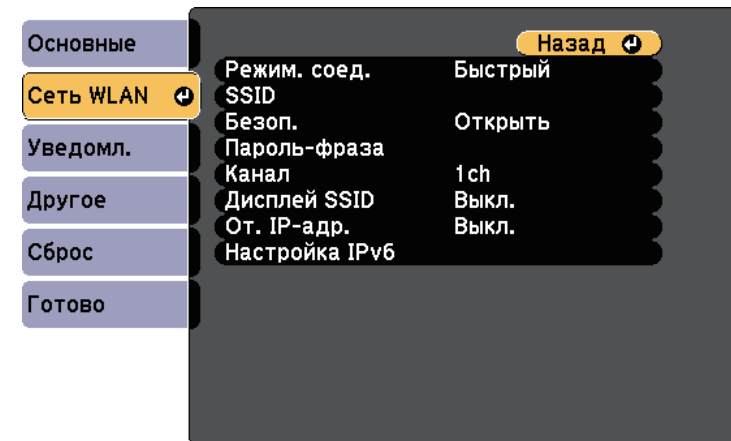 Основные
Сеть WLAN
Уведомл.
Другое
Сброс
Готово
Назад
Режим. соед. Быстрый
SSID
Безоп. Открыть
Пароль-фраза
Канал 1ch
Дисплей SSID Выкл.
От. IP-адр. Выкл.
Настройка IPv6